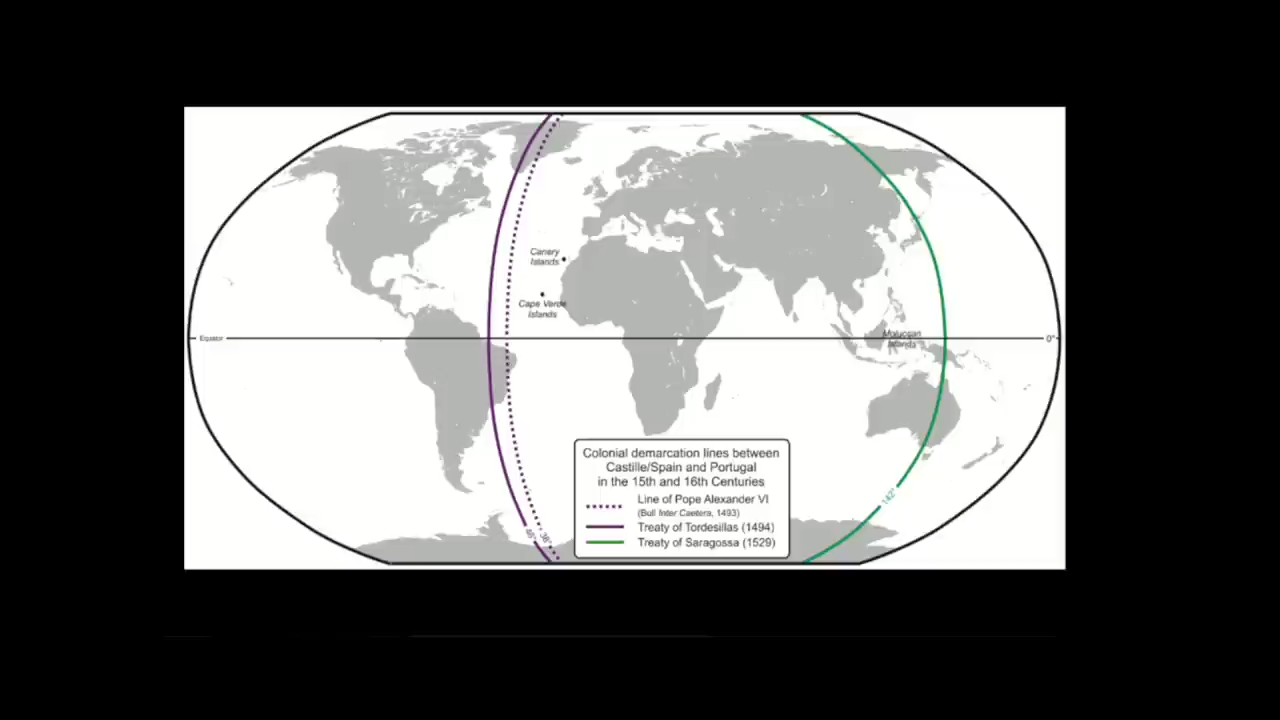 Canary
Islands
Cape Verde
Islands
Equator
Moluccan
Islands
0°
Colonial demarcation lines between
Castille/Spain and Portugal
in the 15th and 16th Centuries
Line of Pope Alexander VI
(Bull Inter Caetera, 1493)
Treaty of Tordesillas (1494)
Treaty of Saragossa (1529)
142°
46°
38°